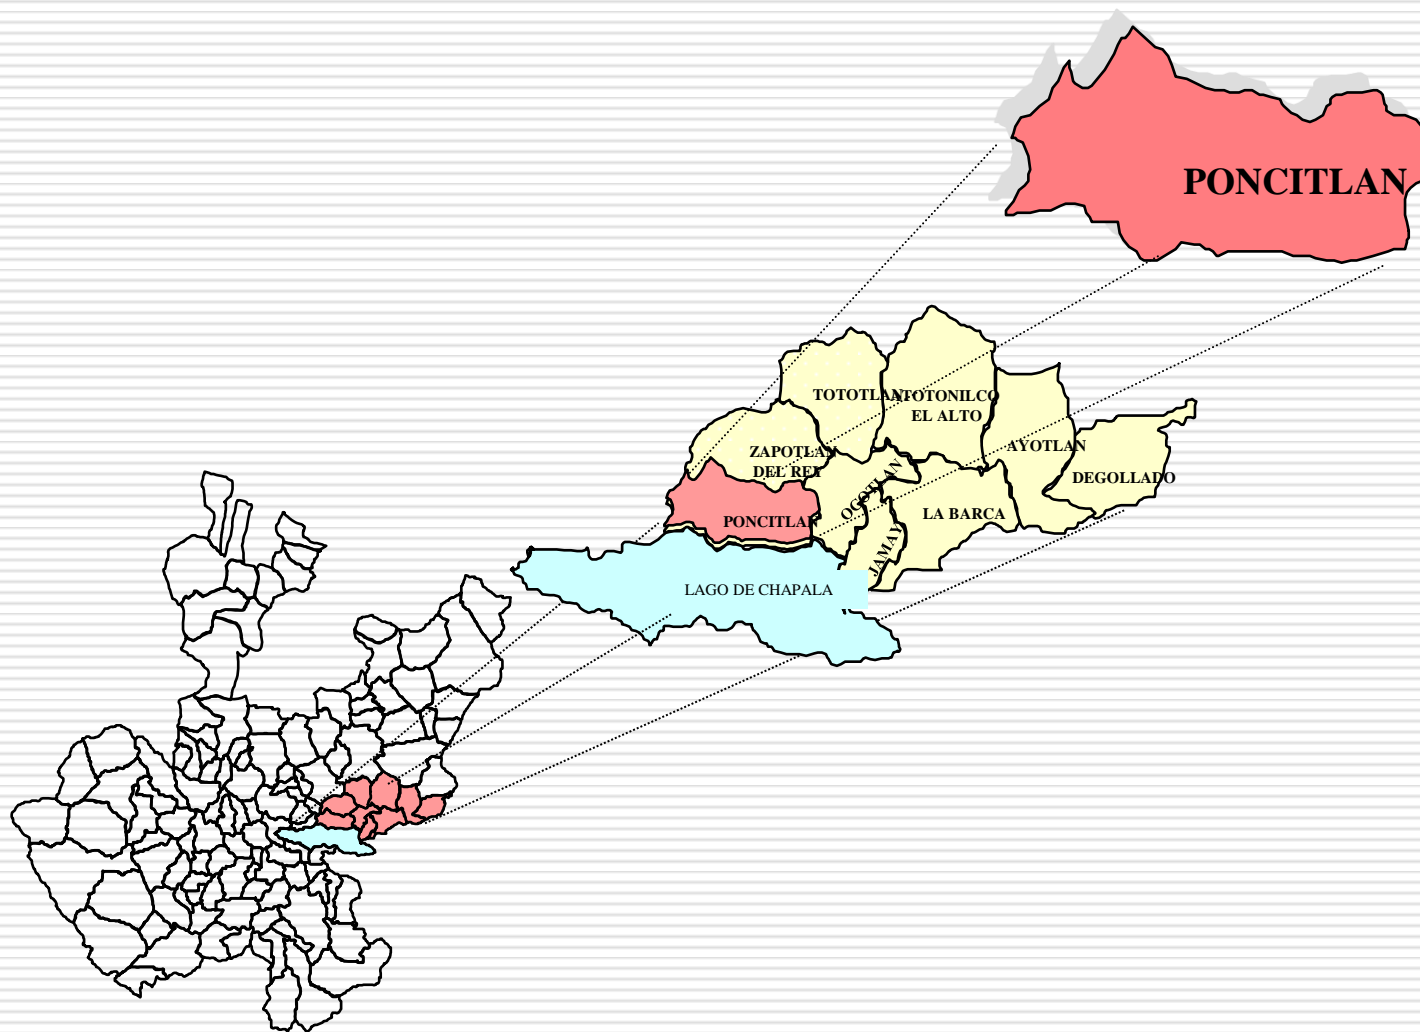 PONCITLAN
TOTOTLAN
ATOTONILCO
EL ALTO
AYOTLAN
ZAPOTLAN
DEL REY
DEGOLLADO
OCOTLAN
PONCITLAN
LA BARCA
JAMAY
LAGO DE CHAPALA